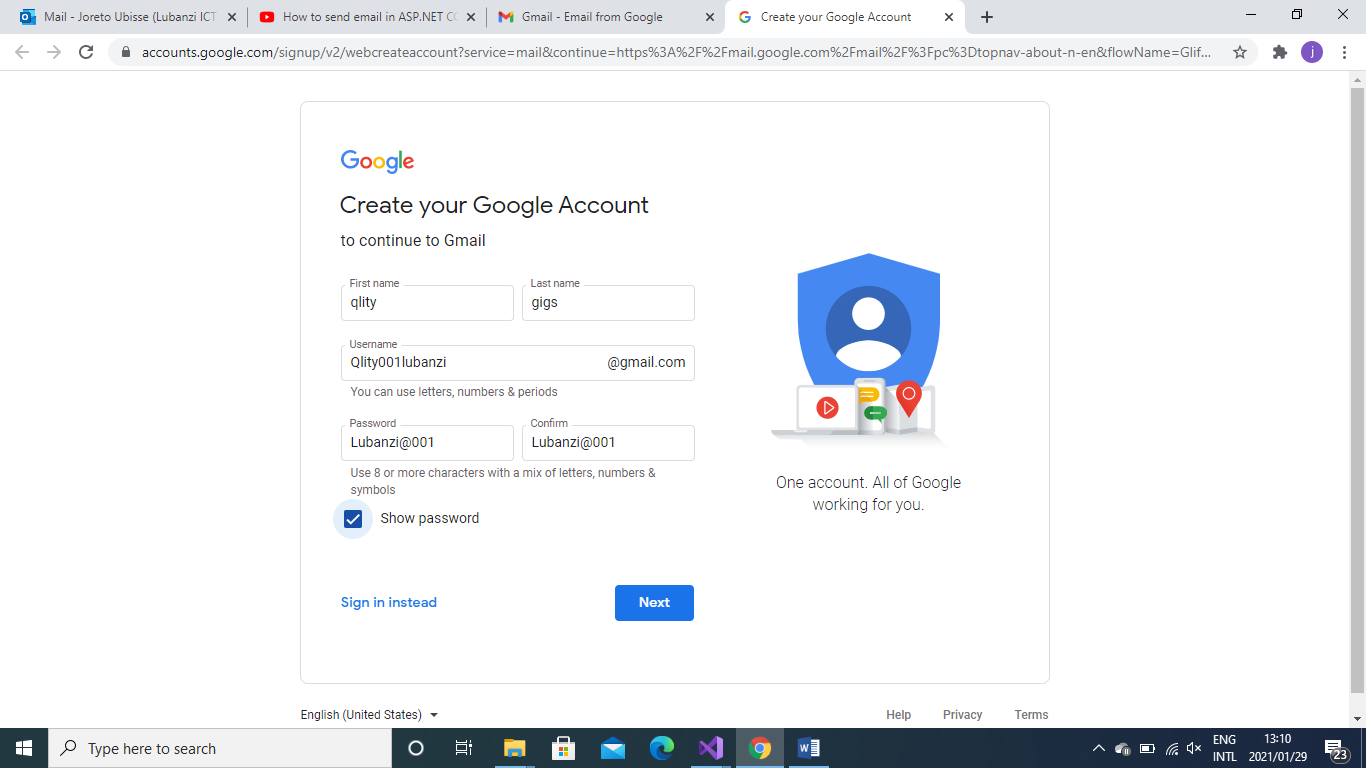 Mail - Joreto Ubisse (Lubanzi ICT
How to send email in ASP.NET CO
Gmail - Email from Google
Create your Google Account
accounts.google.com/signup/v2/webcreateaccount?service=mail&continue=https%3A%2F%2Fmail.google.com%2Fmail%2F%3Fpc%3Dtopnav-about-n-en&flowName=Glif...
j
Google
Create your Google Account
to continue to Gmail
First name
Last name
qlity
gigs
Username
Qlity001lubanzi @gmail.com
You can use letters, numbers & periods
Password
Confirm
Lubanzi@001
Lubanzi@001
Use 8 or more characters with a mix of letters, numbers &
symbols
Show password
One account. All of Google
working for you.
Sign in instead
Next
English (United States)
Help
Privacy
Terms
Type here to search
ENG
INTL
13:10
2021/01/29
23